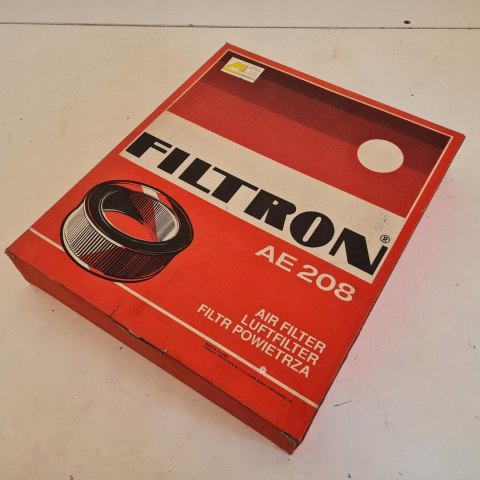 FILTRON®
AE 208
AIR FILTER
LUFTFILTER
FILTR POWIETRZA